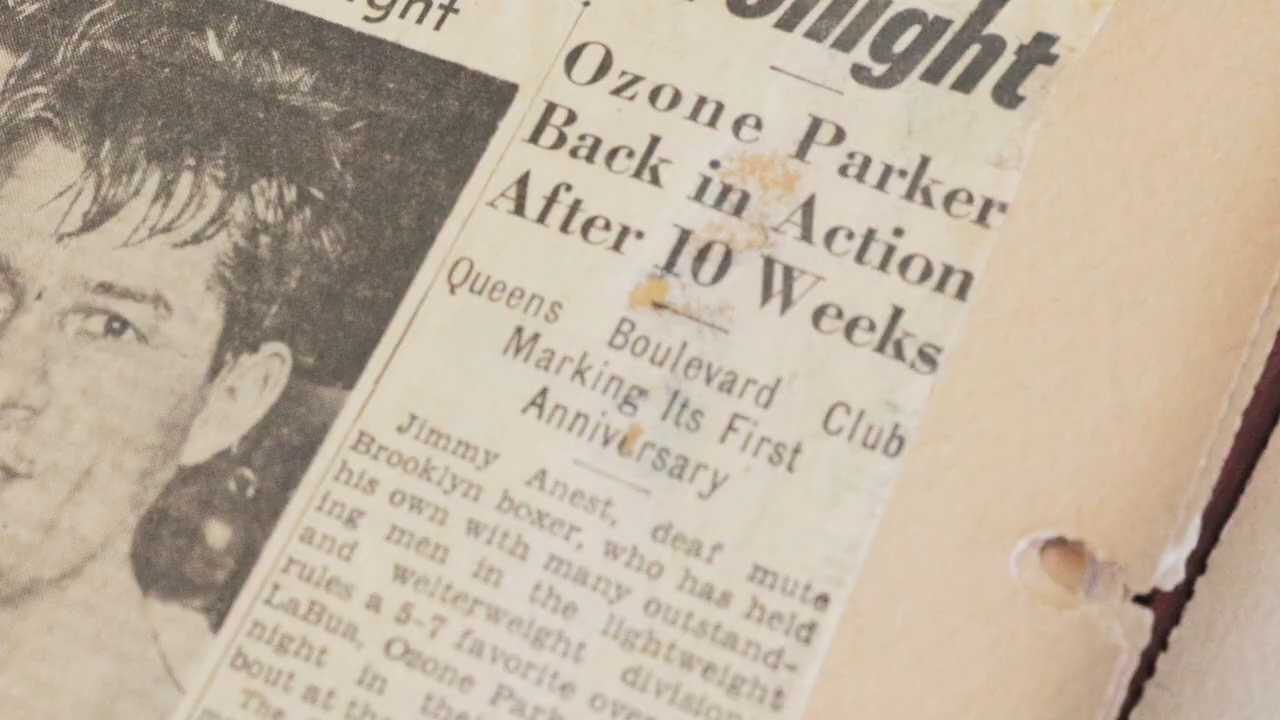 Ozone Parker
Back in Action
After 10 Weeks
Queens Boulevard Club
Marking Its First
Anniversary
Jimmy Anest, deaf mute
Brooklyn boxer, who has held
his own with many outstand-
ing men in the lightweight
and welterweight division
rules a 5-7 favorite over
LaBua, Ozone Park
night in their
bout at the
The